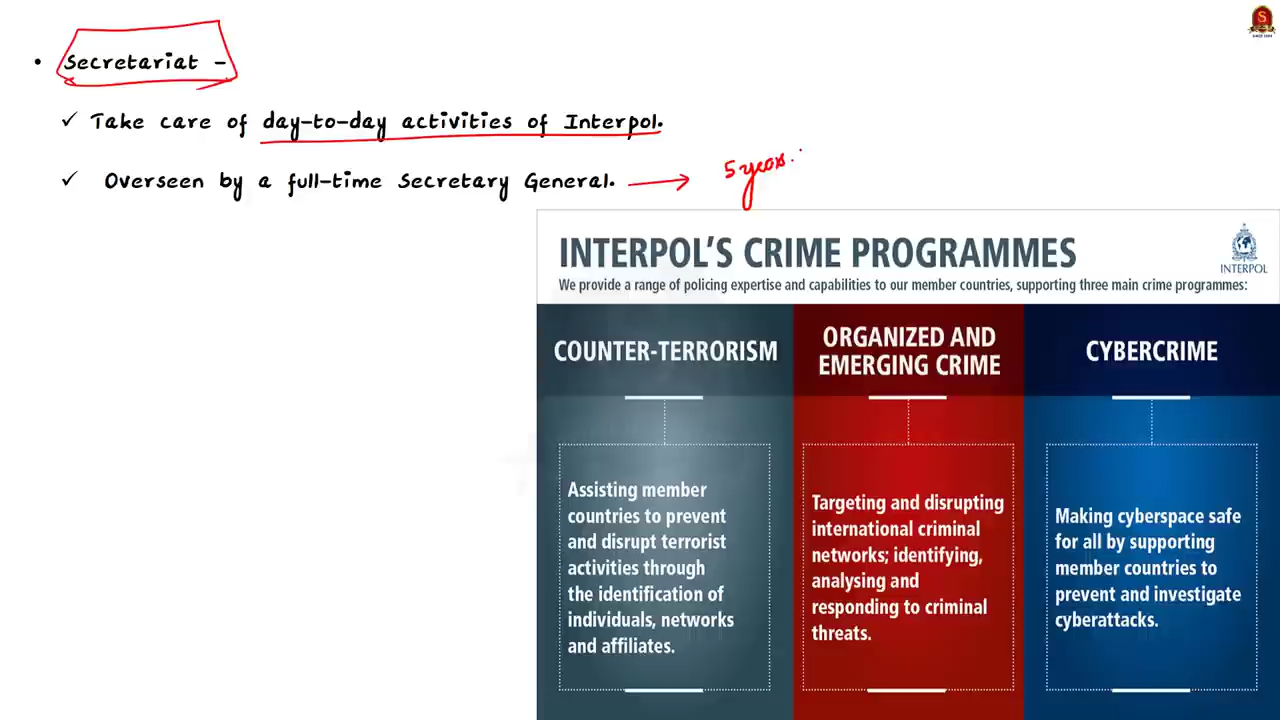 • Secretariat -
✓ Take care of day-to-day activities of Interpol.
✓ Overseen by a full-time Secretary General. → 5 years.
INTERPOL'S CRIME PROGRAMMES
INTERPOL
We provide a range of policing expertise and capabilities to our member countries, supporting three main crime programmes:
COUNTER-TERRORISM
Assisting member
countries to prevent
and disrupt terrorist
activities through
the identification of
individuals, networks
and affiliates.
ORGANIZED AND
EMERGING CRIME
Targeting and disrupting
international criminal
networks; identifying,
analysing and
responding to criminal
threats.
CYBERCRIME
Making cyberspace safe
for all by supporting
member countries to
prevent and investigate
cyberattacks.